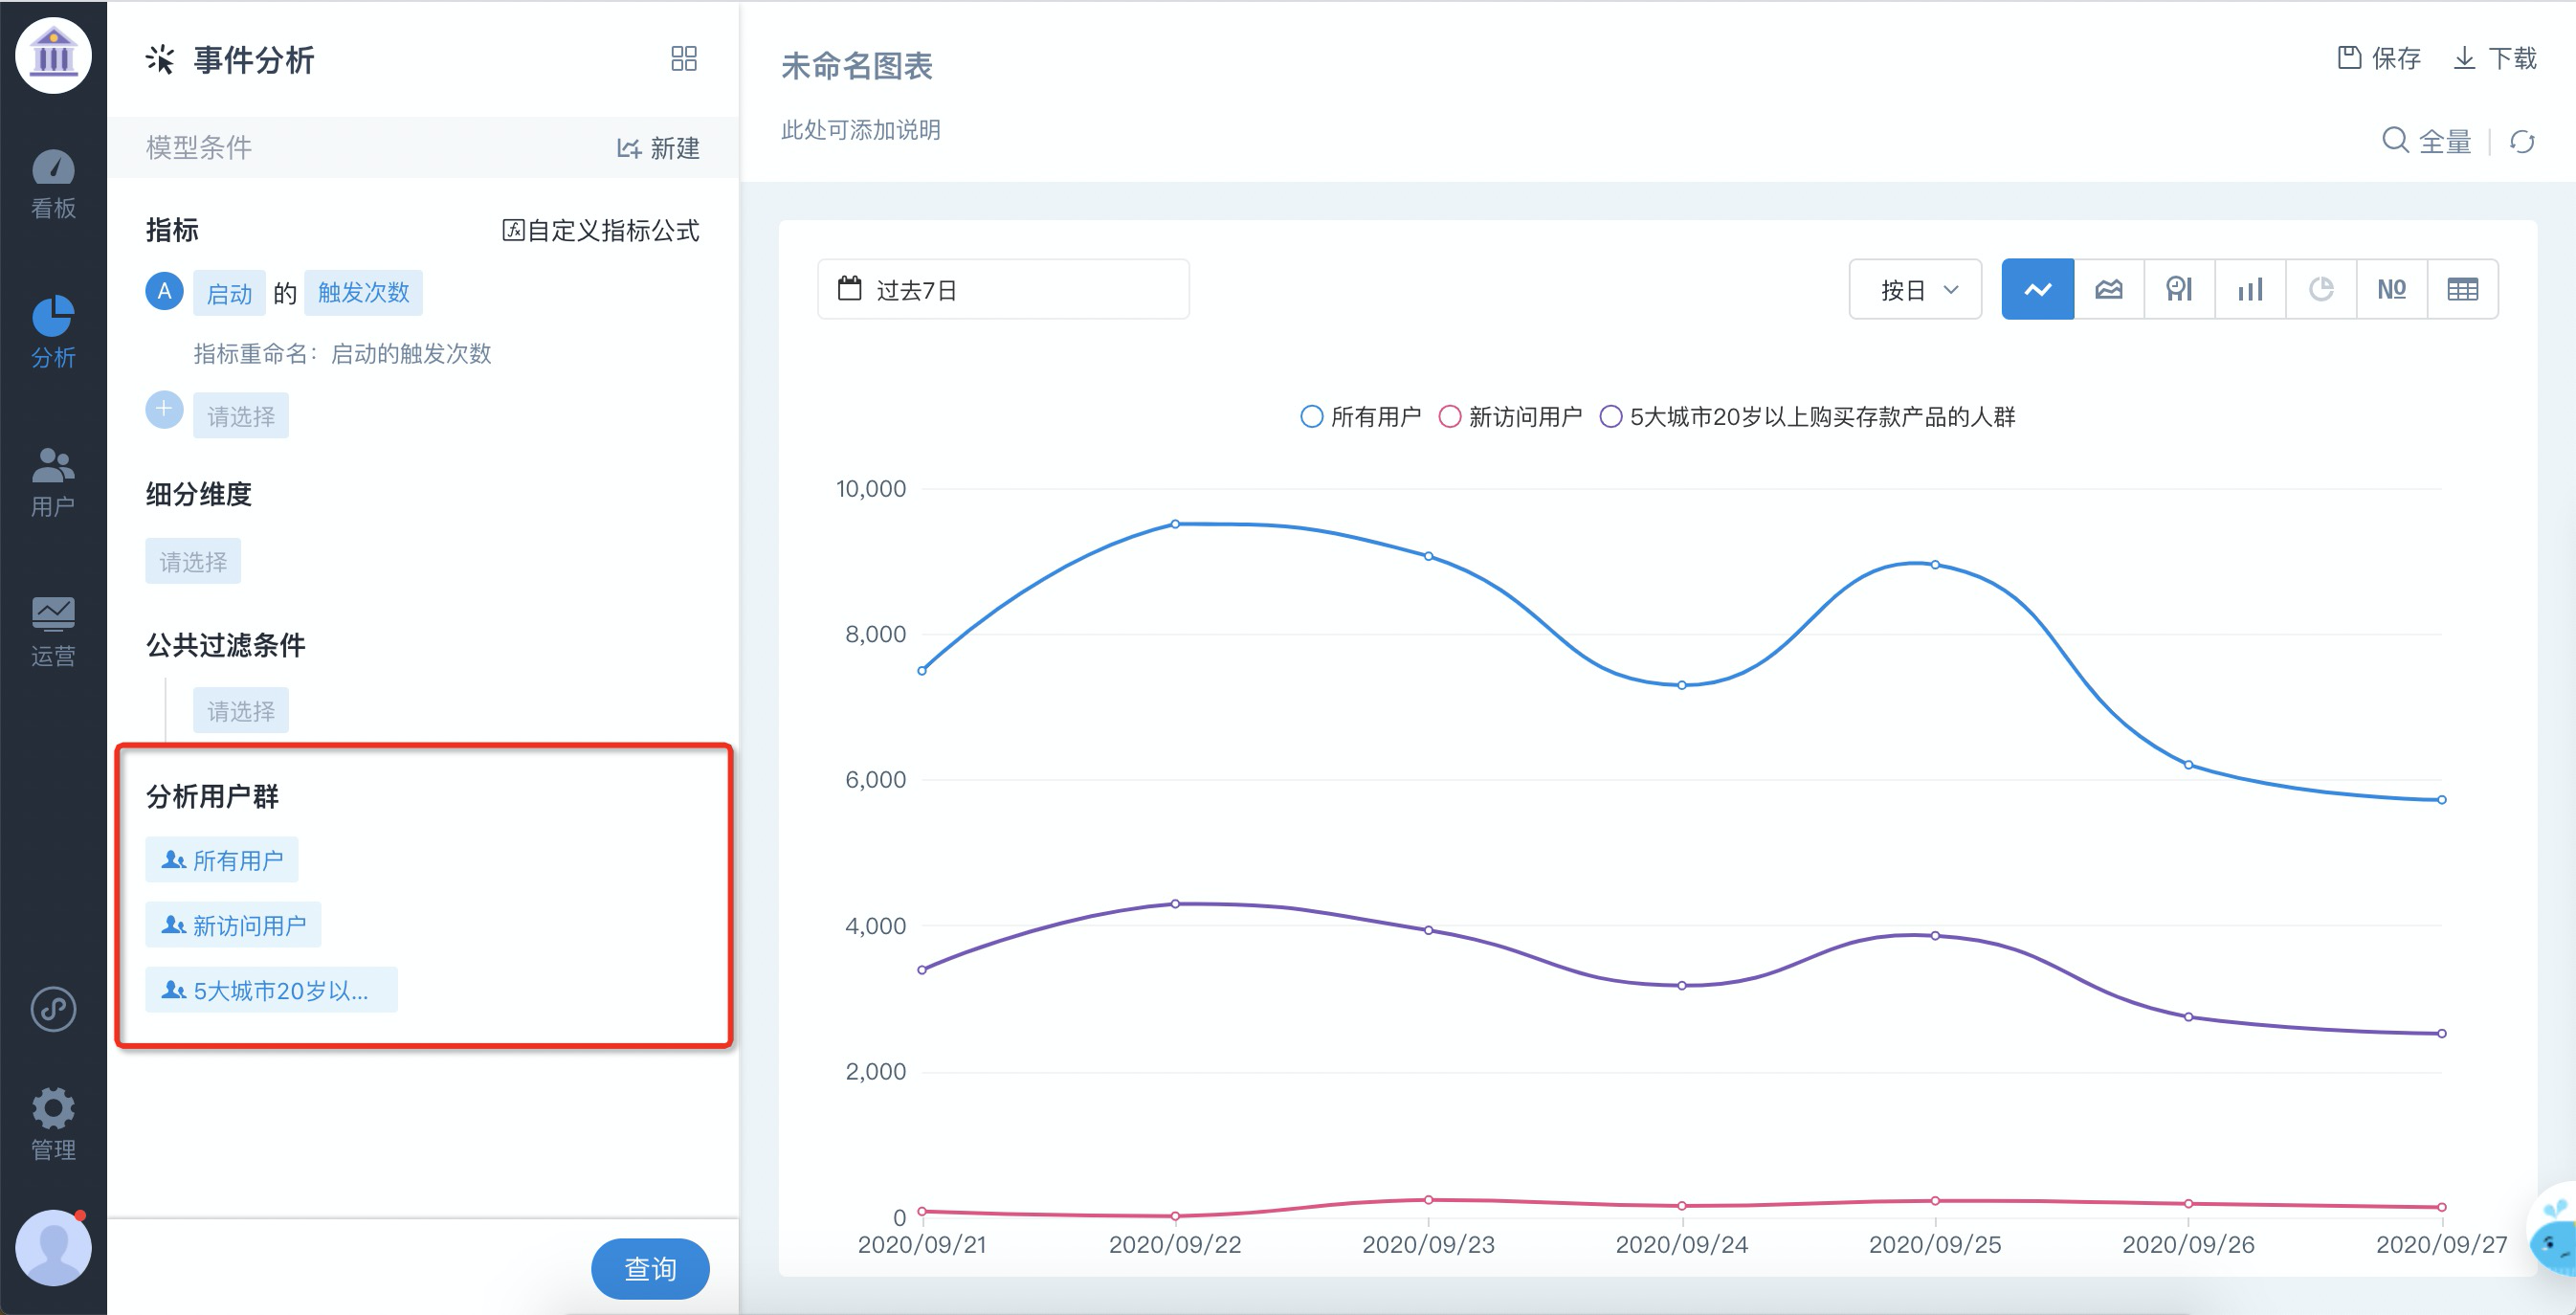 看板
分析
用户
运营
管理
事件分析
模型条件
新建
指标
自定义指标公式
A 启动 的 触发次数
指标重命名：启动的触发次数
请选择
细分维度
请选择
公共过滤条件
请选择
分析用户群
所有用户
新访问用户
5大城市20岁以...
查询
未命名图表
保存 下载
此处可添加说明
全量
过去7日
按日
Nº
所有用户 新访问用户 5大城市20岁以上购买存款产品的人群
10,000
8,000
6,000
4,000
2,000
0
2020/09/21 2020/09/22 2020/09/23 2020/09/24 2020/09/25 2020/09/26 2020/09/27